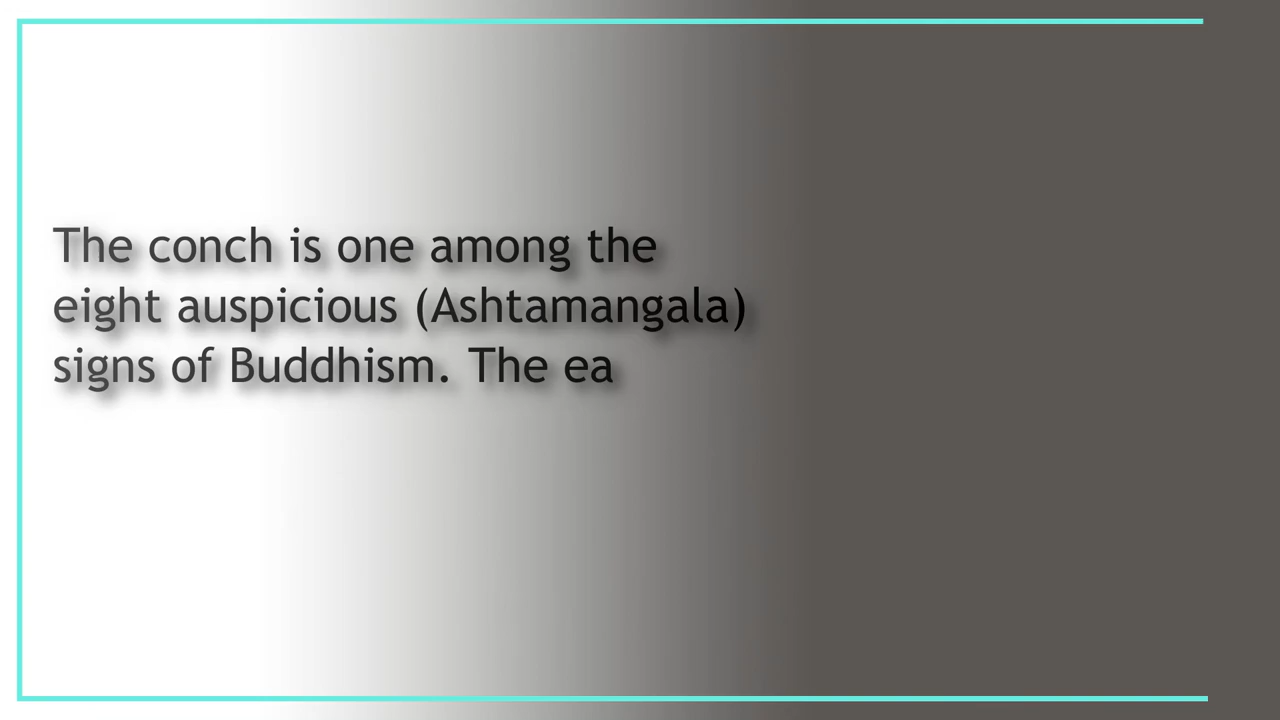 The conch is one among the
eight auspicious (Ashtamangala)
signs of Buddhism. The ea